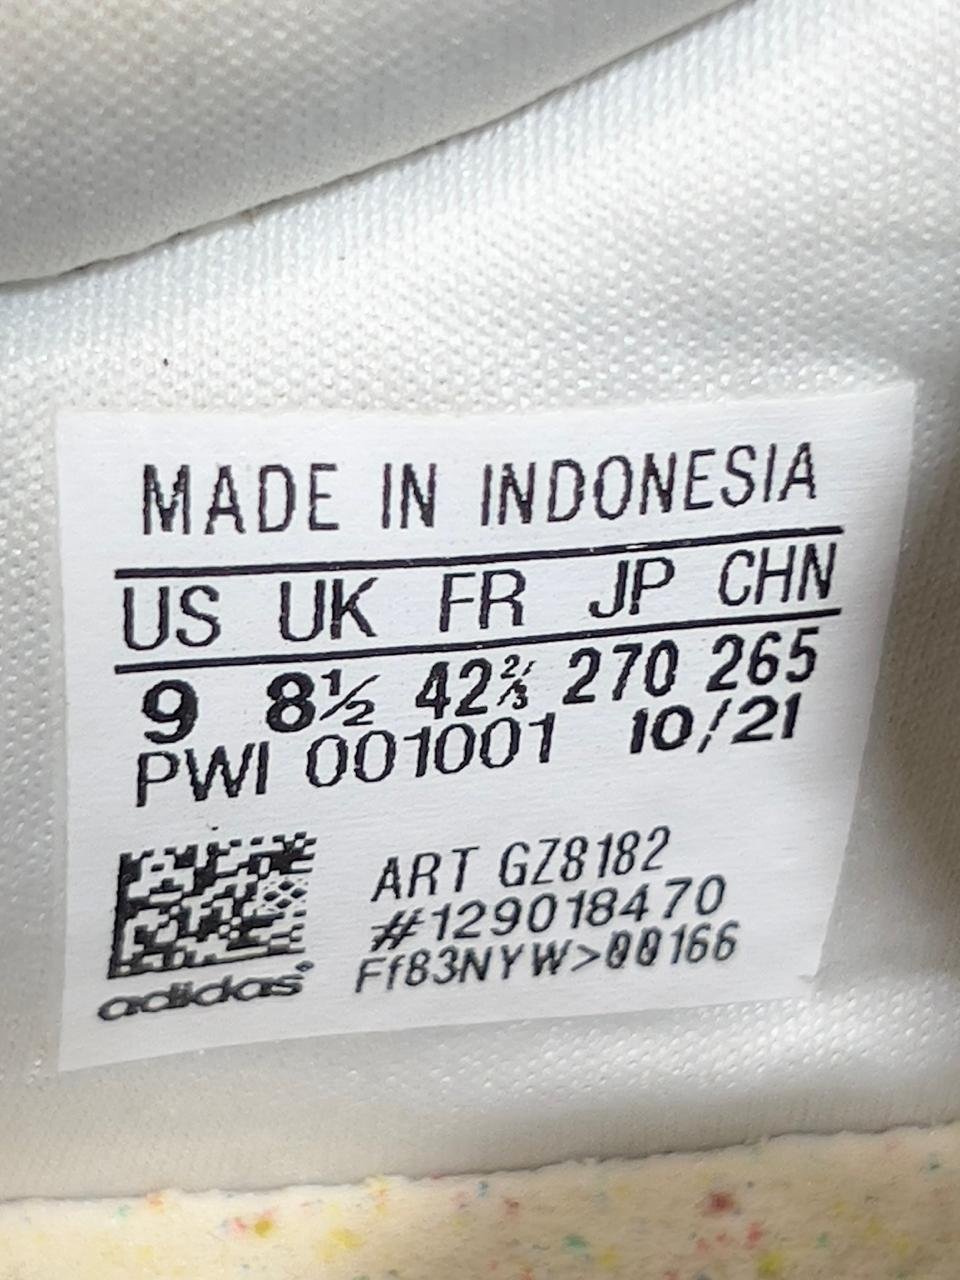 MADE IN INDONESIA
US UK FR JP CHN
9 8½ 42⅔ 270 265
PWI 001001 10/21
ART GZ8182
#129018470
Ff83NYW>00166
adidas